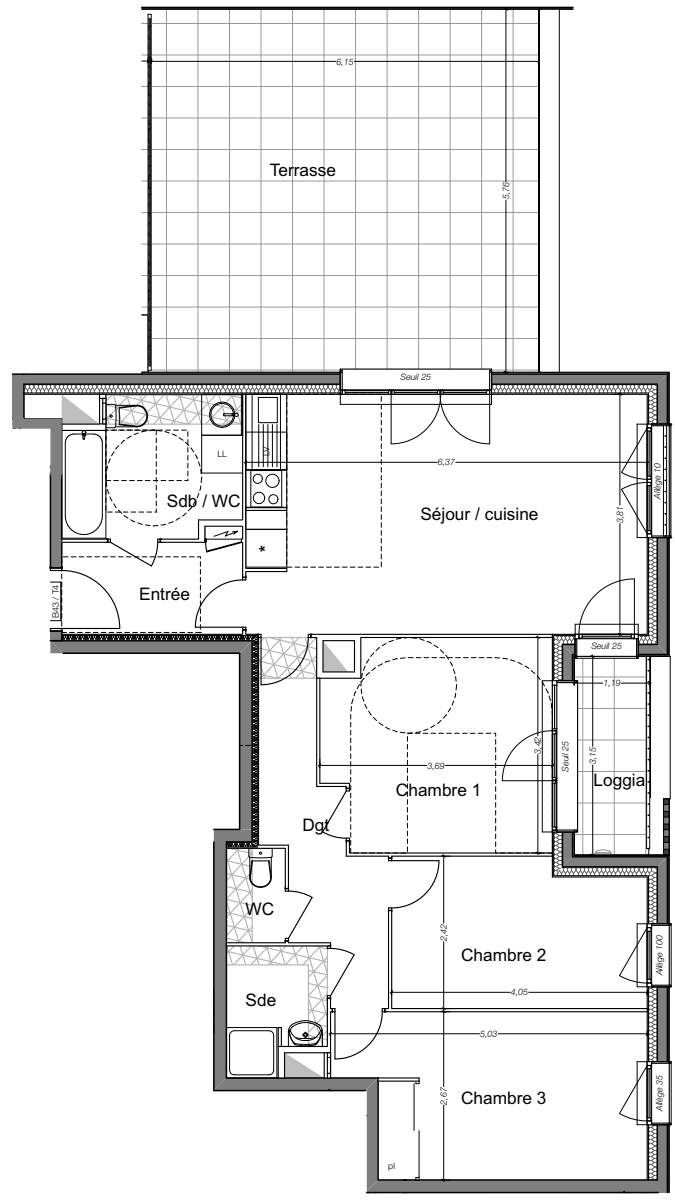 6,15
Terrasse
5,76
Seuil 25
FL
LV
6,37
Allège 10
Sdb / WC
Séjour / cuisine
3,81
*
B43 / T4
Entrée
Seuil 25
1,19
3,42
Seuil 25
3,15
3,69
Chambre 1
Loggia
Dgt
WC
2,42
Chambre 2
Allège 100
4,05
Sde
5,03
Chambre 3
2,67
Allège 35
pl